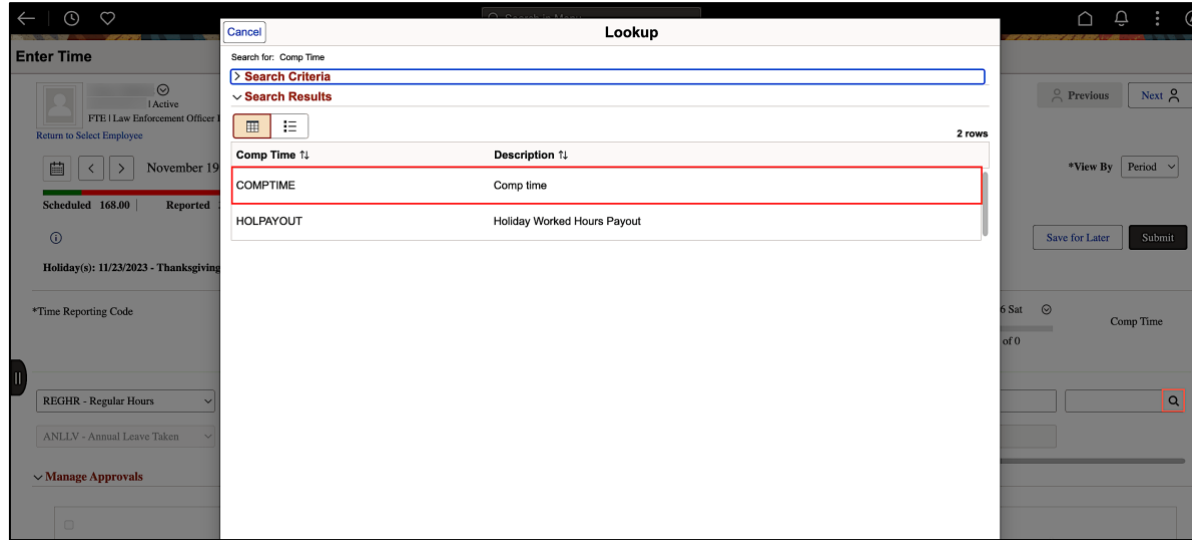 Search in Menu
Cancel
Lookup
Enter Time
Search for: Comp Time
Search Criteria
Search Results
Active
FTE | Law Enforcement Officer
Return to Select Employee
Previous
Next
2 rows
Comp Time
Description
November 19
*View By
Period
COMPTIME
Comp time
Scheduled 168.00 | Reported
HOLPAYOUT
Holiday Worked Hours Payout
Save for Later
Submit
Holiday(s): 11/23/2023 - Thanksgiving
*Time Reporting Code
Sat
Comp Time
of 0
REGHR - Regular Hours
ANLLV - Annual Leave Taken
Manage Approvals